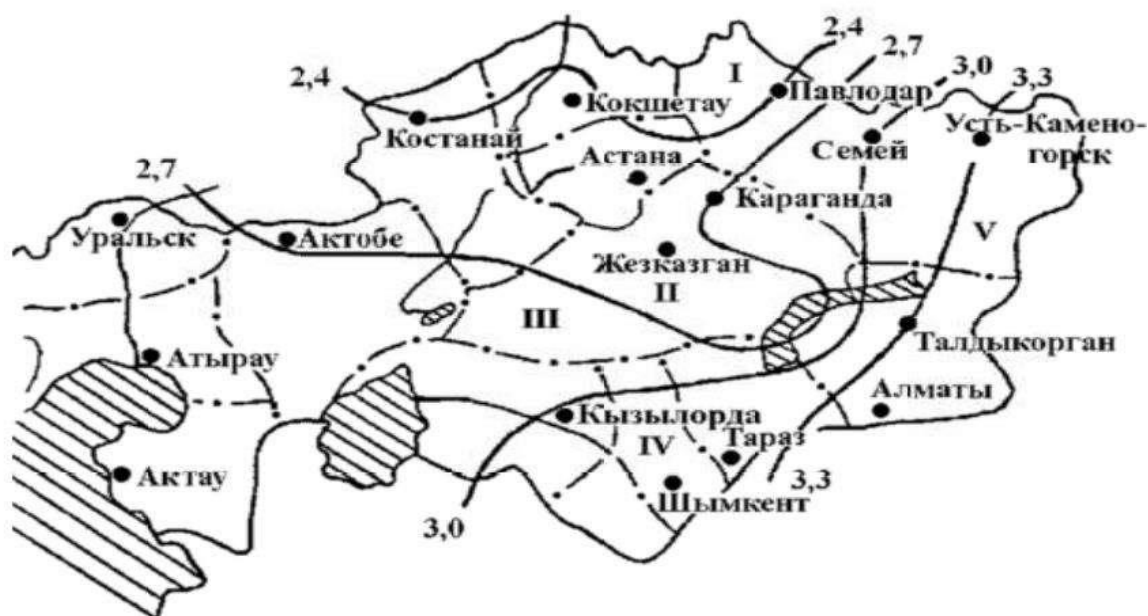 2,4
2,7
I
3,0
3,3
2,4
Кокшетау
Павлодар
Костанай
Семей
Усть-Камено-
горск
Астана
2,7
Караганда
Уральск
Актобе
V
Жезказган
II
III
Талдыкорган
Атырау
Алматы
Кызылорда
IV
Тараз
Актау
Шымкент
3,3
3,0